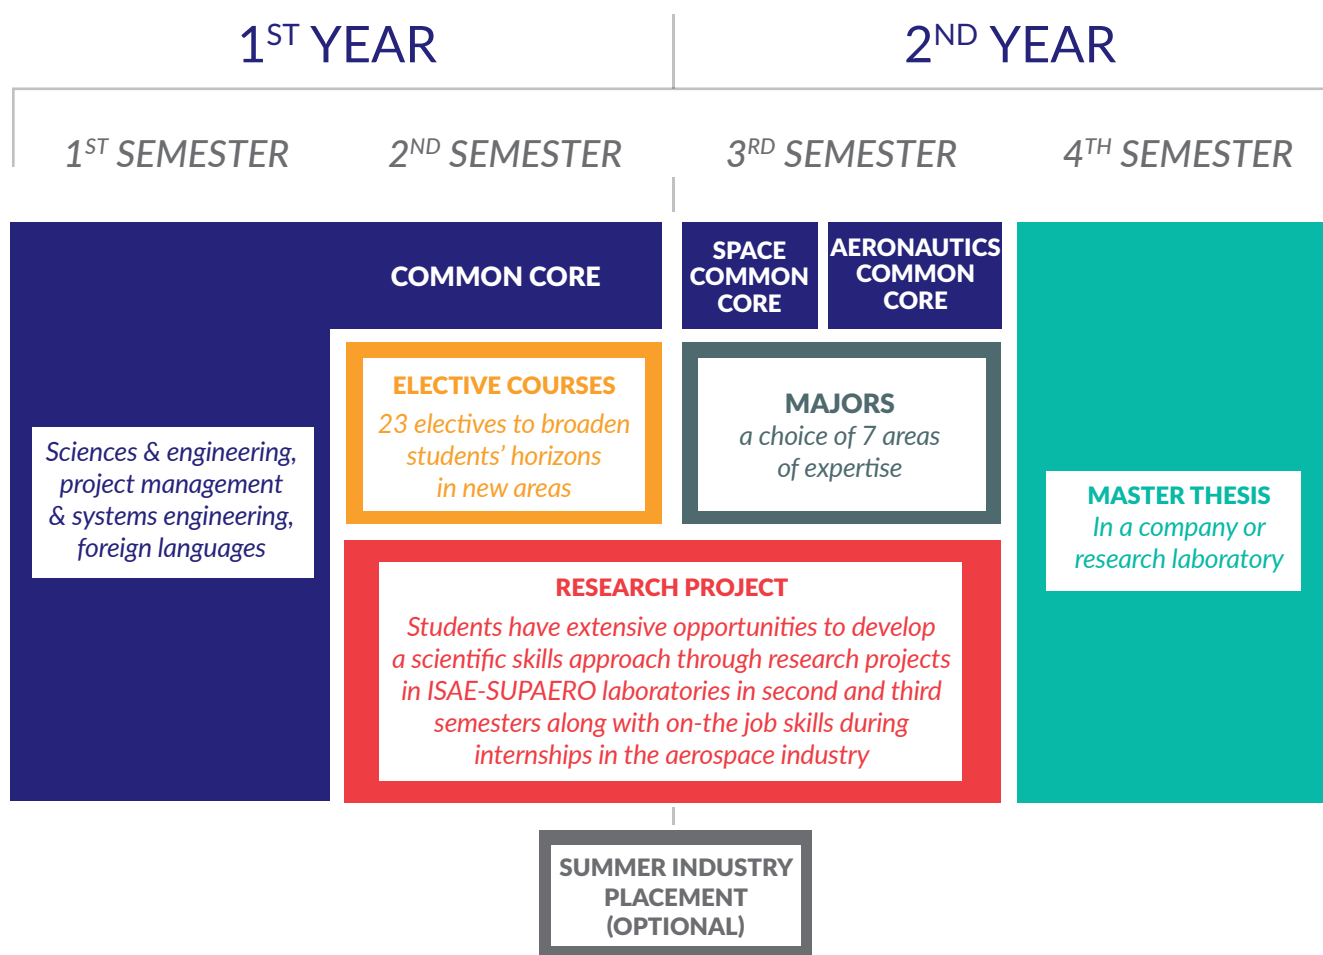 1ST YEAR
2ND YEAR
1ST SEMESTER
2ND SEMESTER
3RD SEMESTER
4TH SEMESTER
COMMON CORE
SPACE
COMMON
CORE
AERONAUTICS
COMMON
CORE
Sciences & engineering,
project management
& systems engineering,
foreign languages
ELECTIVE COURSES
23 electives to broaden
students’ horizons
in new areas
MAJORS
a choice of 7 areas
of expertise
MASTER THESIS
In a company or
research laboratory
RESEARCH PROJECT
Students have extensive opportunities to develop
a scientific skills approach through research projects
in ISAE-SUPAERO laboratories in second and third
semesters along with on-the job skills during
internships in the aerospace industry
SUMMER INDUSTRY
PLACEMENT
(OPTIONAL)